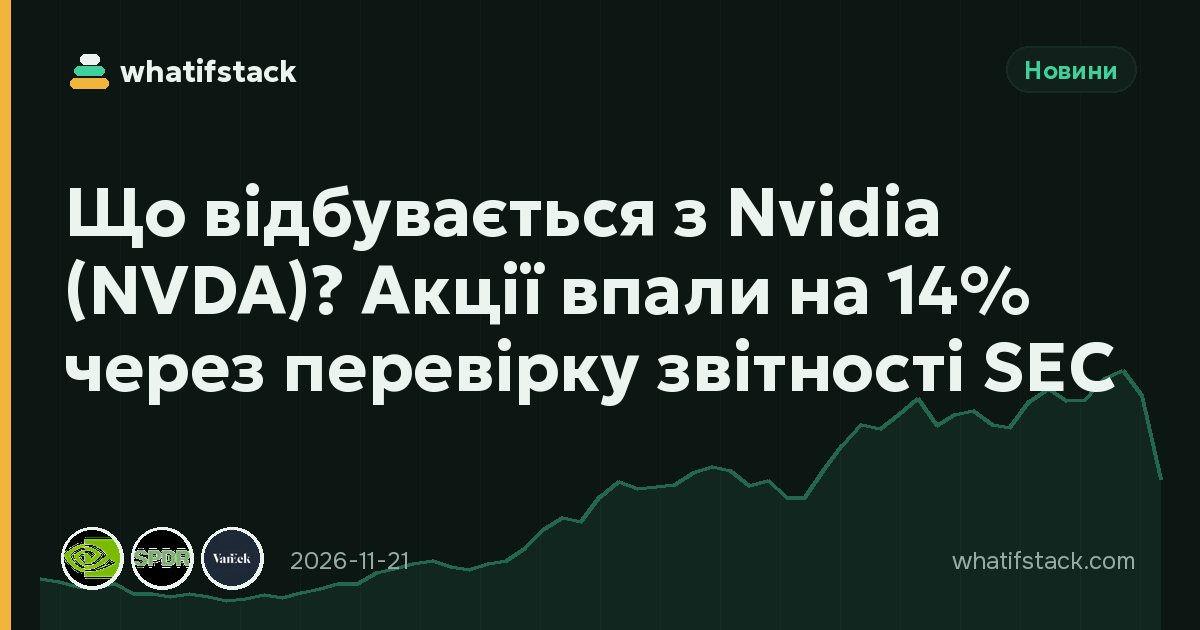 whatifstack
Новини
Що відбувається з Nvidia
(NVDA)? Акції впали на 14%
через перевірку звітності SEC
SPDR
VanEck
2026-11-21
whatifstack.com